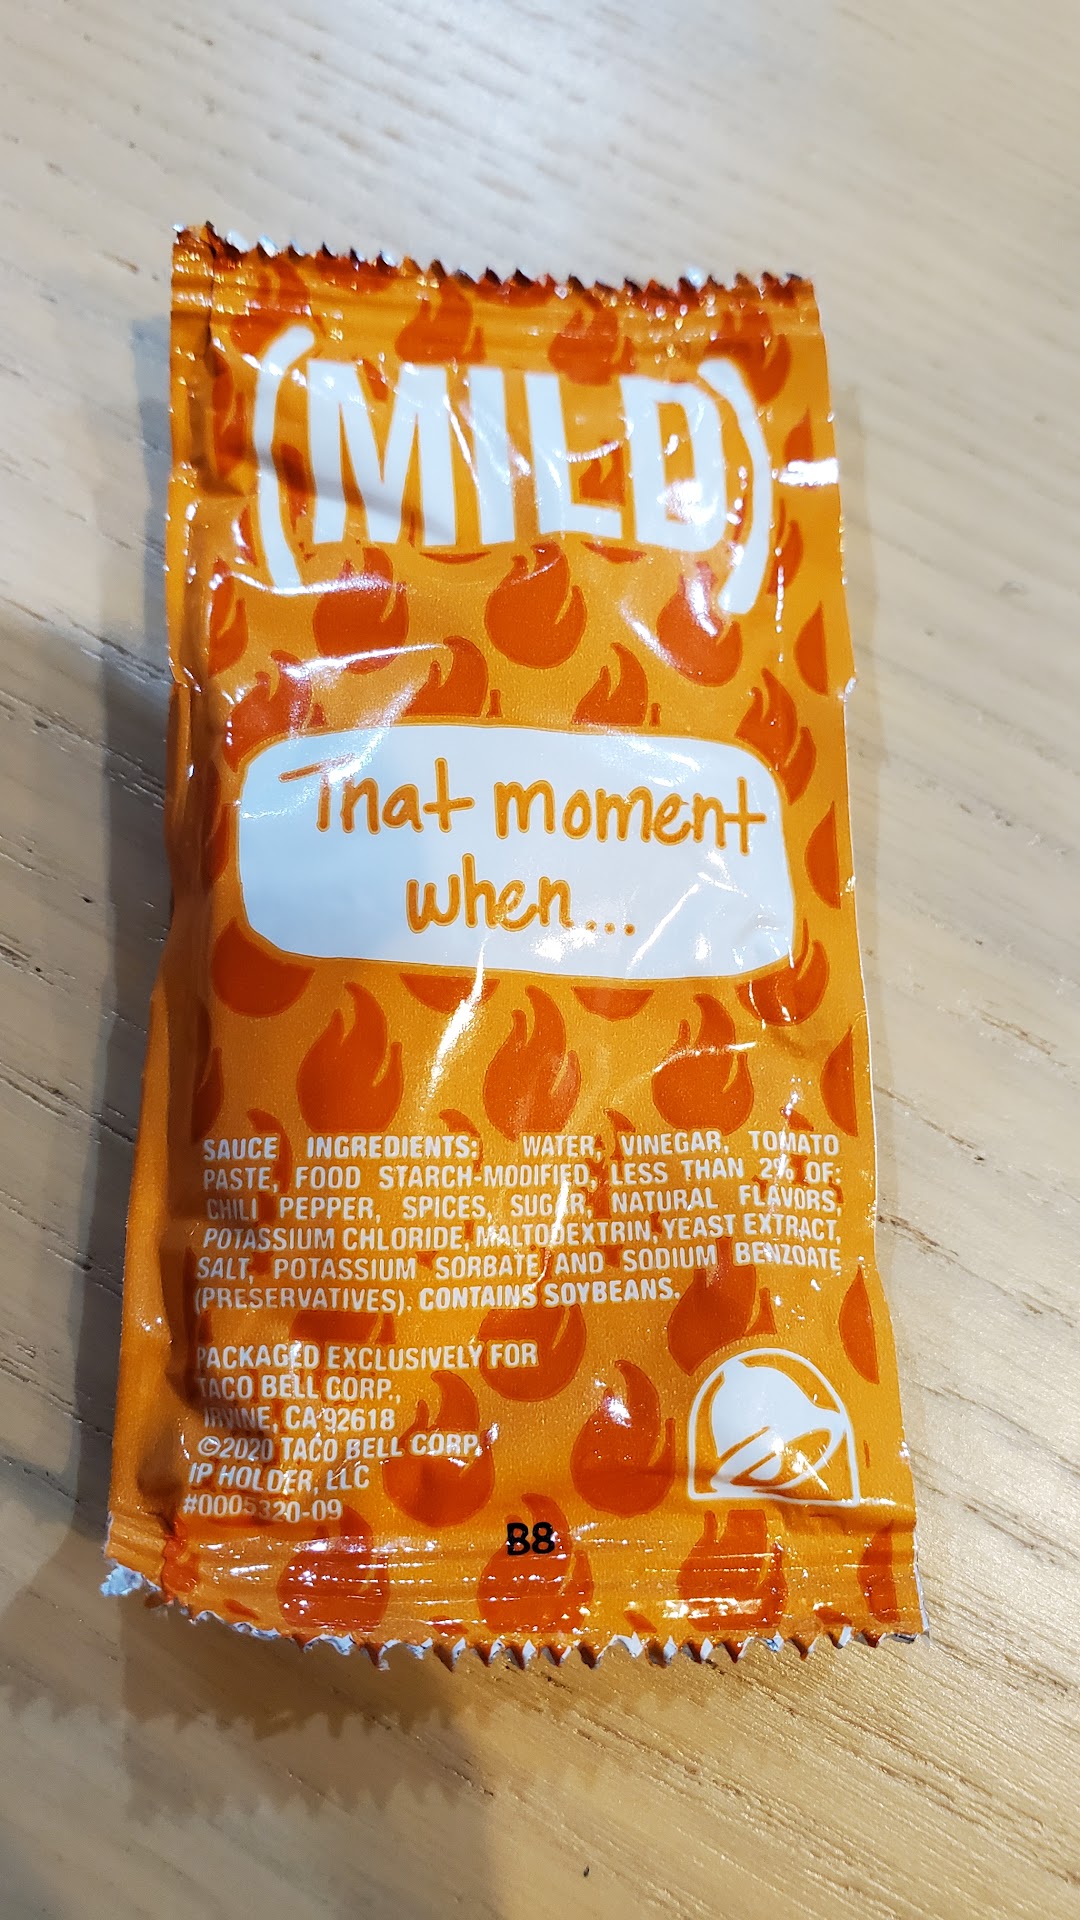 (MILD)
That moment
when...
SAUCE INGREDIENTS: WATER, VINEGAR, TOMATO
PASTE, FOOD STARCH-MODIFIED, LESS THAN 2% OF:
CHILI PEPPER, SPICES, SUGAR, NATURAL FLAVORS,
POTASSIUM CHLORIDE, MALTODEXTRIN, YEAST EXTRACT,
SALT, POTASSIUM SORBATE AND SODIUM BENZOATE
(PRESERVATIVES). CONTAINS SOYBEANS.
PACKAGED EXCLUSIVELY FOR
TACO BELL CORP.,
IRVINE, CA 92618
©2020 TACO BELL CORP.
IP HOLDER, LLC
#0005320-09
B8